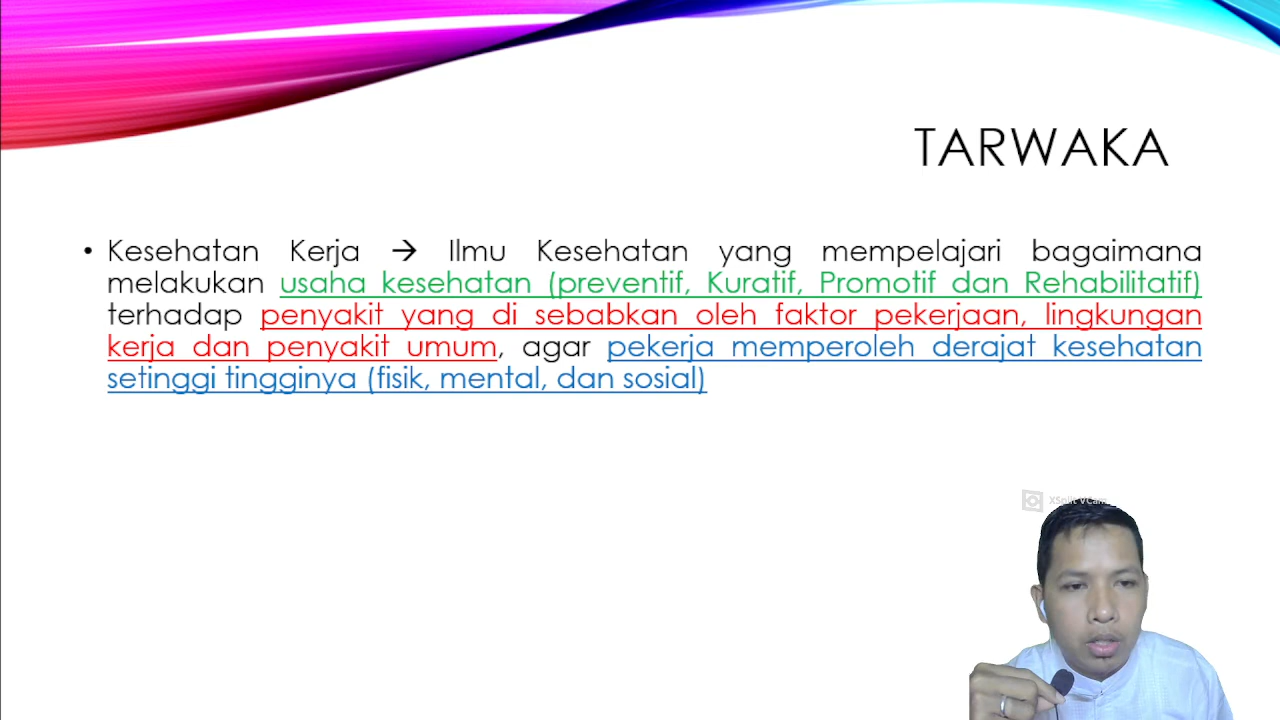 TARWAKA
• Kesehatan Kerja → Ilmu Kesehatan yang mempelajari bagaimana
melakukan usaha kesehatan (preventif, Kuratif, Promotif dan Rehabilitatif)
terhadap penyakit yang di sebabkan oleh faktor pekerjaan, lingkungan
kerja dan penyakit umum, agar pekerja memperoleh derajat kesehatan
setinggi tingginya (fisik, mental, dan sosial)
XSplit VCam